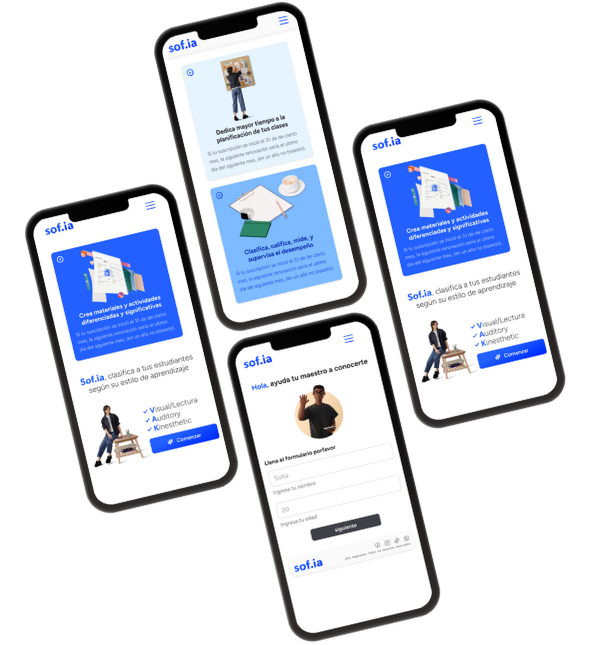 sof.ia
Dedica mayor tiempo a la
planificación de tus clases
Si tu suscripción se inició el 31 de de cierto
mes, la siguiente renovación sería el último
día del siguiente mes, (en un año no bisiesto).
Clasifica, califica, mide, y
supervisa el desempeño
Si tu suscripción se inició el 31 de de cierto
mes, la siguiente renovación sería el último
día del siguiente mes, (en un año no bisiesto).
sof.ia
Crea materiales y actividades
diferenciadas y significativas
Si tu suscripción se inició el 31 de de cierto
mes, la siguiente renovación sería el último
día del siguiente mes, (en un año no bisiesto).
Sof.ia, clasifica a tus estudiantes
según su estilo de aprendizaje
Visual/Lectura
Auditory
Kinesthetic
Comenzar
sof.ia
Crea materiales y actividades
diferenciadas y significativas
Si tu suscripción se inició el 31 de de cierto
mes, la siguiente renovación sería el último
día del siguiente mes, (en un año no bisiesto).
Sof.ia, clasifica a tus estudiantes
según su estilo de aprendizaje
Visual/Lectura
Auditory
Kinesthetic
Comenzar
sof.ia
Hola, ayuda tu maestro a conocerte
Llena el formulario porfavor
Sofia
Ingresa tu nombre
20
Ingresa tu edad
siguiente
sof.ia